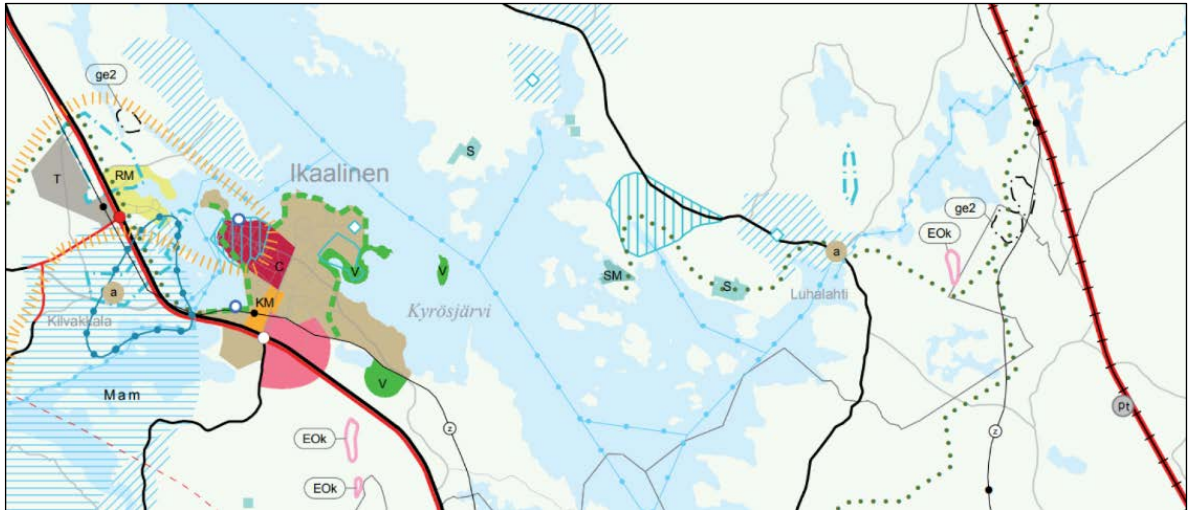 ge2
T
RM
Ikaalinen
S
a
C
V
V
KM
Kyrösjärvi
Kilvakkala
Mam
V
z
EOk
EOk
SM
S
a
Luhalahti
EOk
ge2
z
Pt